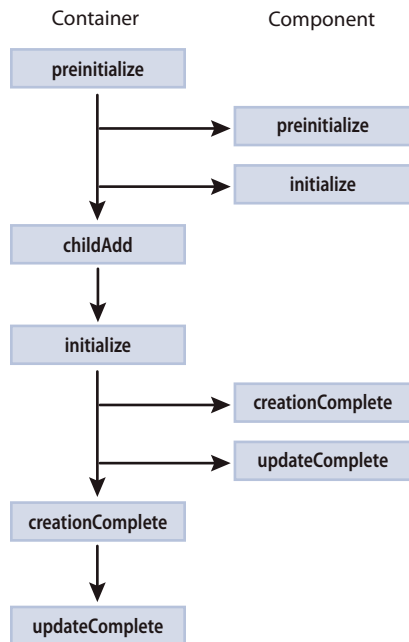 Container
Component
preinitialize
preinitialize
initialize
childAdd
initialize
creationComplete
updateComplete
creationComplete
updateComplete